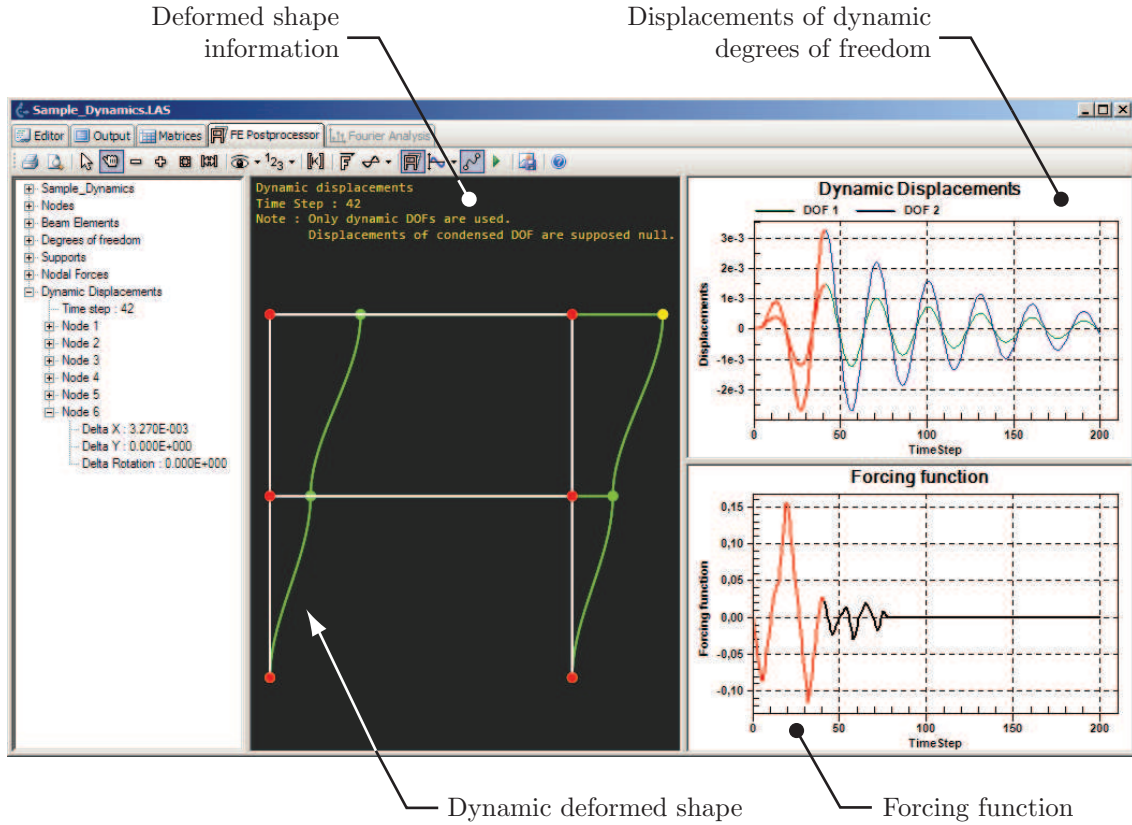 Deformed shape
information
Displacements of dynamic
degrees of freedom
Sample_Dynamics.LAS
Editor Output Matrices FE Postprocessor Fourier Analysis
123
[k]
F
Sample_Dynamics
Nodes
Beam Elements
Degrees of freedom
Supports
Nodal Forces
Dynamic Displacements
Time step : 42
Node 1
Node 2
Node 3
Node 4
Node 5
Node 6
Delta X : 3.270E-003
Delta Y : 0.000E+000
Delta Rotation : 0.000E+000
Dynamic displacements
Time Step : 42
Note : Only dynamic DOFs are used.
Displacements of condensed DOF are supposed null.
Dynamic Displacements
DOF 1 DOF 2
3e-3
2e-3
1e-3
0
-1e-3
-2e-3
Displacements
0 50 100 150 200
TimeStep
Forcing function
0,15
0,10
0,05
0,00
-0,05
-0,10
Forcing function
0 50 100 150 200
TimeStep
Dynamic deformed shape
Forcing function